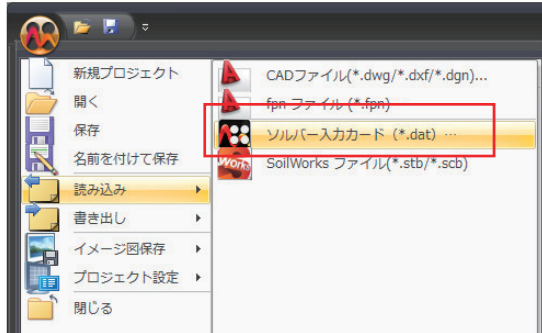 新規プロジェクト
開く
保存
名前を付けて保存
読み込み
書き出し
イメージ図保存
プロジェクト設定
閉じる
CADファイル(*.dwg/*.dxf/*.dgn)...
fpn ファイル (*.fpn)
ソルバー入力カード (*.dat) …
SoilWorks ファイル(*.stb/*.scb)